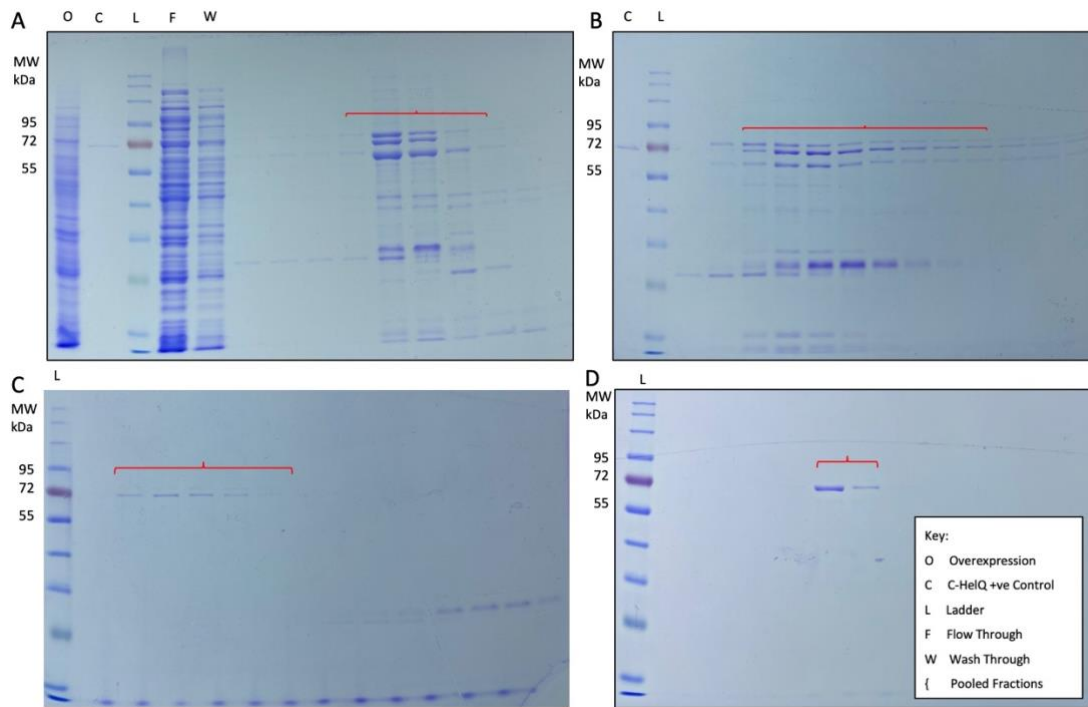 A
O C L F W
MW
kDa
95
72
55
B
C L
MW
kDa
95
72
55
C
L
MW
kDa
95
72
55
D
L
MW
kDa
95
72
55
Key:
O Overexpression
C C-HelQ +ve Control
L Ladder
F Flow Through
W Wash Through
{ Pooled Fractions